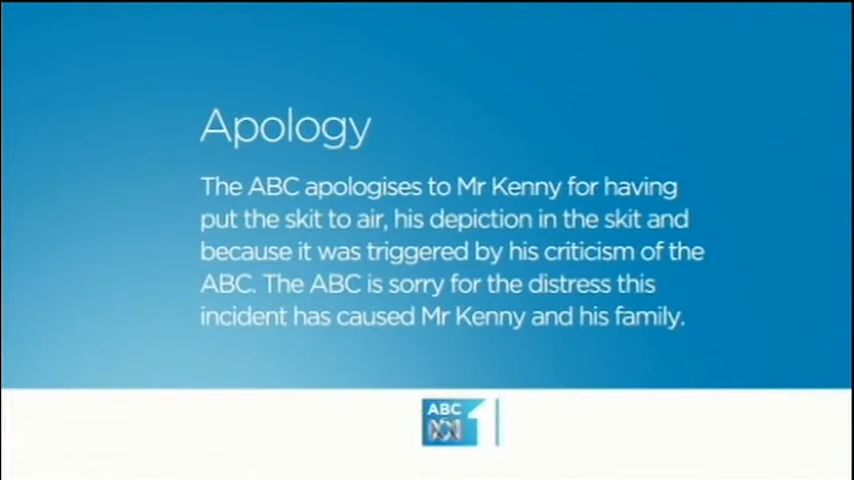 Apology
The ABC apologises to Mr Kenny for having
put the skit to air, his depiction in the skit and
because it was triggered by his criticism of the
ABC. The ABC is sorry for the distress this
incident has caused Mr Kenny and his family.
ABC
1